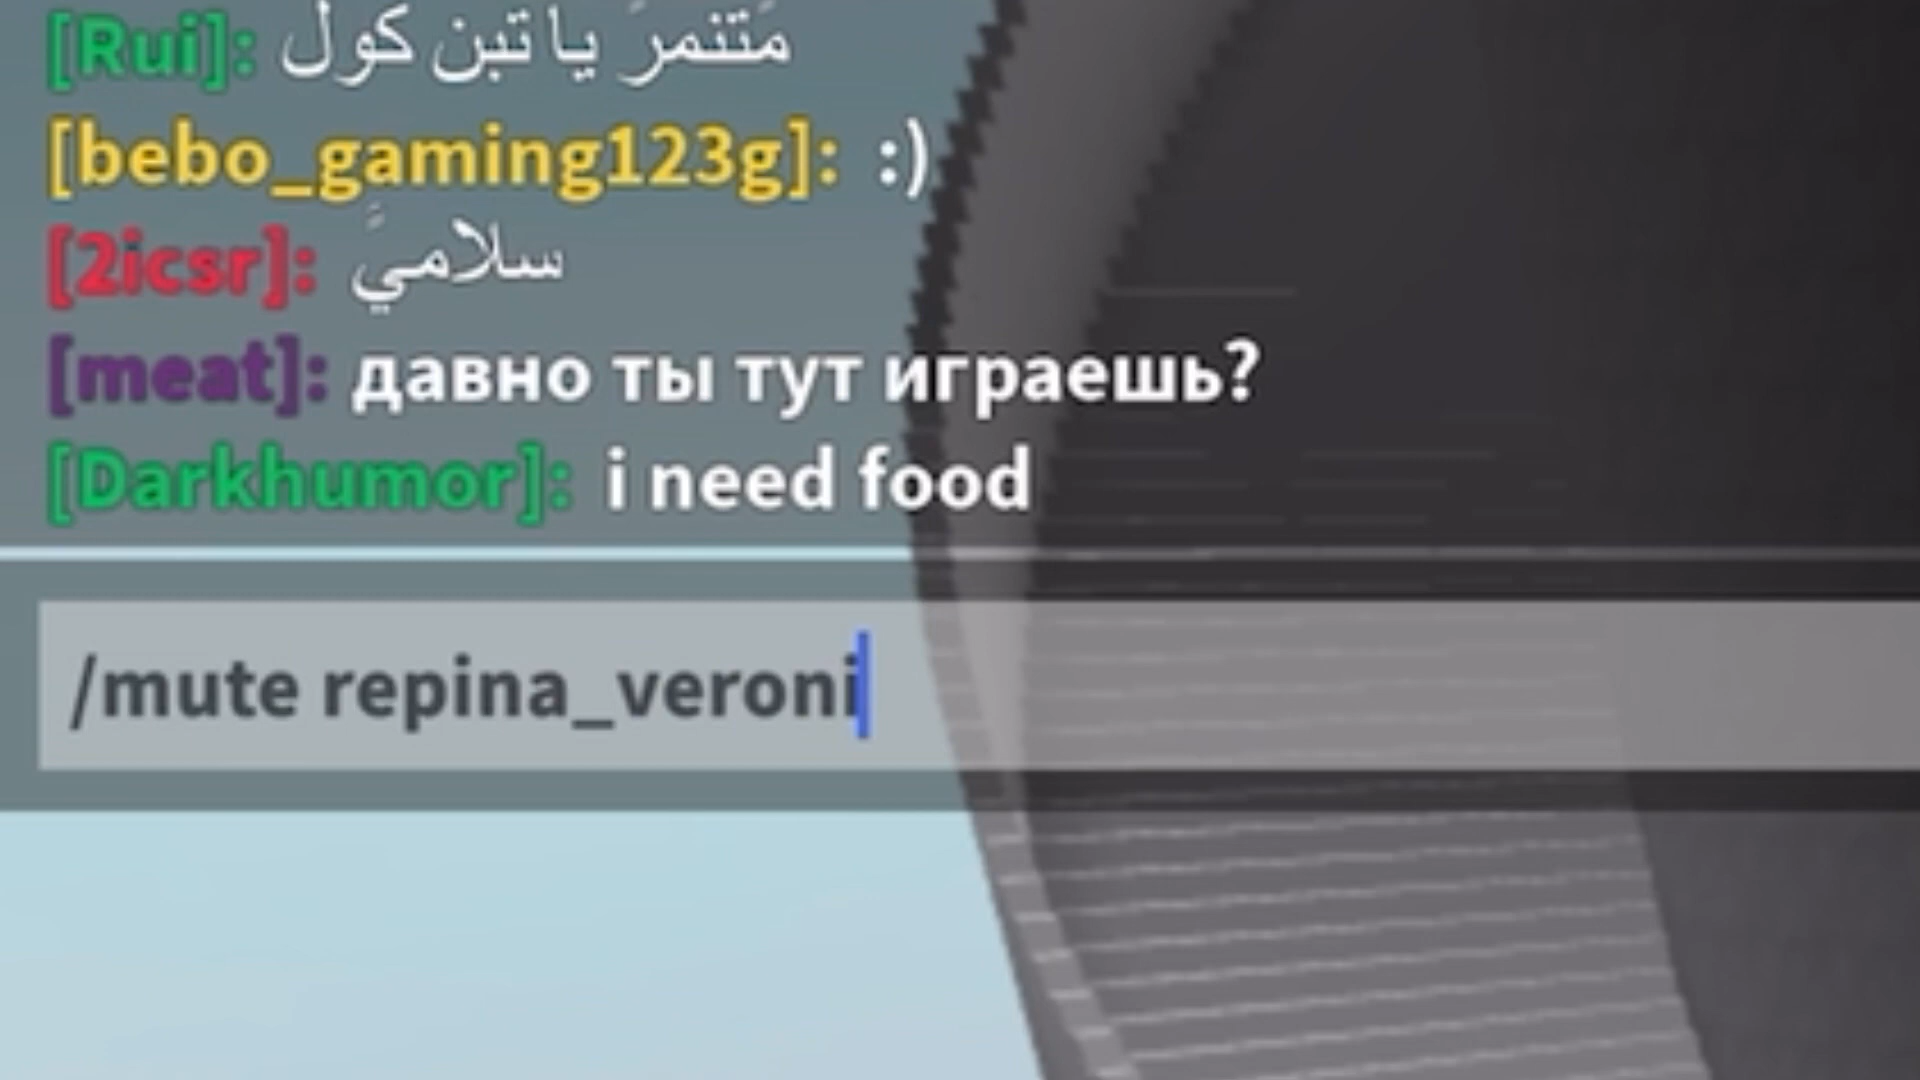 [Rui]: مَتنمرَ يا تبن كول
[bebo_gaming123g]: :)
[2icsr]: سلاميَ
[meat]: давно ты тут играешь?
[Darkhumor]: i need food
/mute repina_veroni